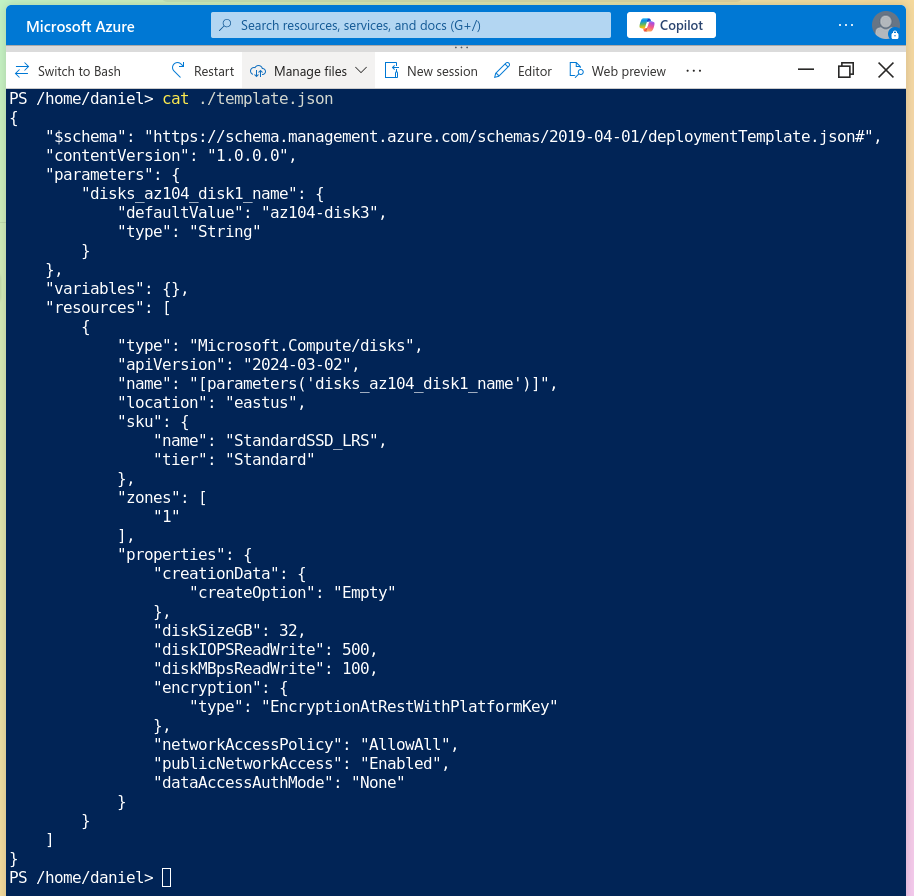 Microsoft Azure
Search resources, services, and docs (G+/)
Copilot
Switch to Bash
Restart
Manage files
New session
Editor
Web preview
PS /home/daniel> cat ./template.json
{
    "$schema": "https://schema.management.azure.com/schemas/2019-04-01/deploymentTemplate.json#",
    "contentVersion": "1.0.0.0",
    "parameters": {
        "disks_az104_disk1_name": {
            "defaultValue": "az104-disk3",
            "type": "String"
        }
    },
    "variables": {},
    "resources": [
        {
            "type": "Microsoft.Compute/disks",
            "apiVersion": "2024-03-02",
            "name": "[parameters('disks_az104_disk1_name')]",
            "location": "eastus",
            "sku": {
                "name": "StandardSSD_LRS",
                "tier": "Standard"
            },
            "zones": [
                "1"
            ],
            "properties": {
                "creationData": {
                    "createOption": "Empty"
                },
                "diskSizeGB": 32,
                "diskIOPSReadWrite": 500,
                "diskMBpsReadWrite": 100,
                "encryption": {
                    "type": "EncryptionAtRestWithPlatformKey"
                },
                "networkAccessPolicy": "AllowAll",
                "publicNetworkAccess": "Enabled",
                "dataAccessAuthMode": "None"
            }
        }
    ]
}
PS /home/daniel>